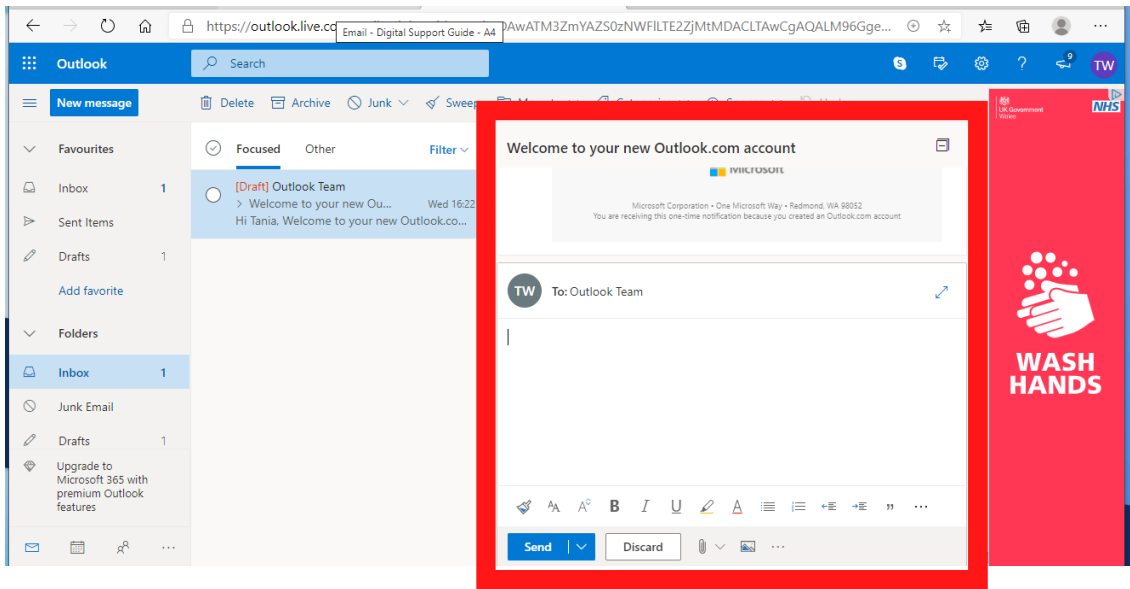 https://outlook.live.co
Email - Digital Support Guide - A4
DAwATM3ZmYAZS0zNWFlLTE2ZjMtMDACLTAwCgAQALM96Gge...
Outlook
Search
9
TW
New message
Delete
Archive
Junk
Sweep
Favourites
Inbox 1
Sent Items
Drafts 1
Add favorite
Folders
Inbox 1
Junk Email
Drafts 1
Upgrade to
Microsoft 365 with
premium Outlook
features
Focused Other Filter
[Draft] Outlook Team
Welcome to your new Ou... Wed 16:22
Hi Tania, Welcome to your new Outlook.co...
Welcome to your new Outlook.com account
Microsoft
Microsoft Corporation • One Microsoft Way • Redmond, WA 98052
You are receiving this one-time notification because you created an Outlook.com account
TW
To: Outlook Team
B I U A
Send Discard
UK Government
NHS
WASH
HANDS